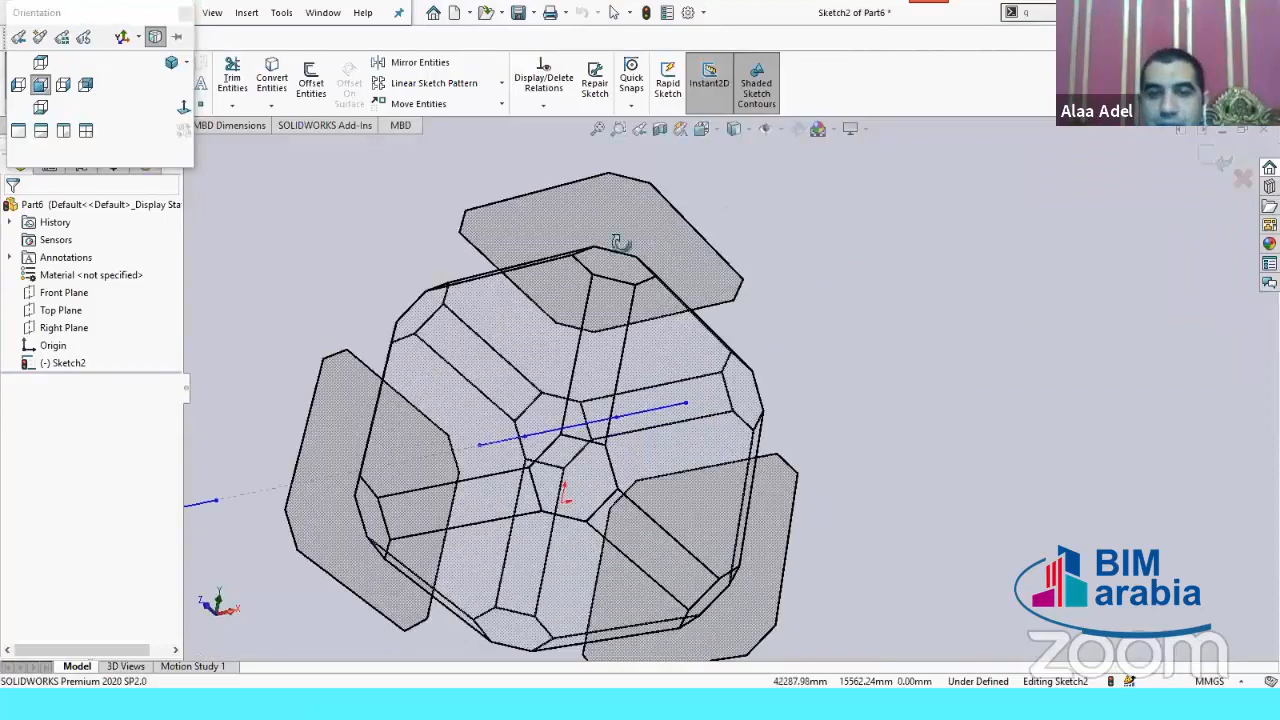 Orientation
View Insert Tools Window Help
Sketch2 of Part6 *
q
Trim Entities
Convert Entities
Offset Entities
Offset On Surface
Mirror Entities
Linear Sketch Pattern
Move Entities
Display/Delete Relations
Repair Sketch
Quick Snaps
Rapid Sketch
Instant2D
Shaded Sketch Contours
Alaa Adel
MBD Dimensions SOLIDWORKS Add-Ins MBD
Part6 (Default<<Default>_Display Sta
History
Sensors
Annotations
Material <not specified>
Front Plane
Top Plane
Right Plane
Origin
(-) Sketch2
Y
Z
X
BIM
arabia
zoom
Model 3D Views Motion Study 1
SOLIDWORKS Premium 2020 SP2.0
42287.98mm 15562.24mm 0.00mm Under Defined Editing Sketch2 MMGS